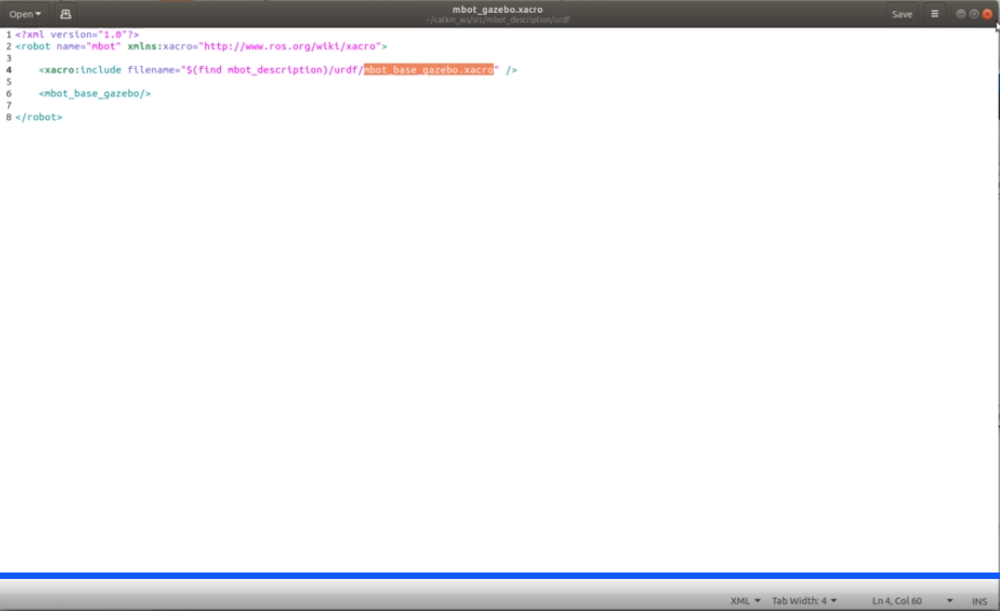 Open
mbot_gazebo.xacro
~/catkin_ws/src/mbot_description/urdf
Save
1 <?xml version="1.0"?>
2 <robot name="mbot" xmlns:xacro="http://www.ros.org/wiki/xacro">
3
4     <xacro:include filename="$(find mbot_description)/urdf/mbot_base_gazebo.xacro" />
5
6     <mbot_base_gazebo/>
7
8 </robot>
XML  Tab Width: 4  Ln 4, Col 60  INS